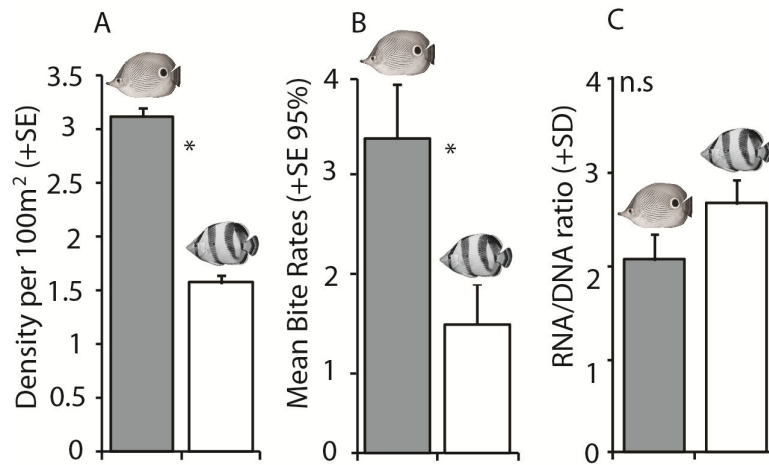 A
Density per 100m² (+SE)
3.5
3
2.5
2
1.5
1
0.5
0
*
B
Mean Bite Rates (+SE 95%)
4
3
2
1
0
*
C
RNA/DNA ratio (+SD)
4
3
2
1
0
n.s